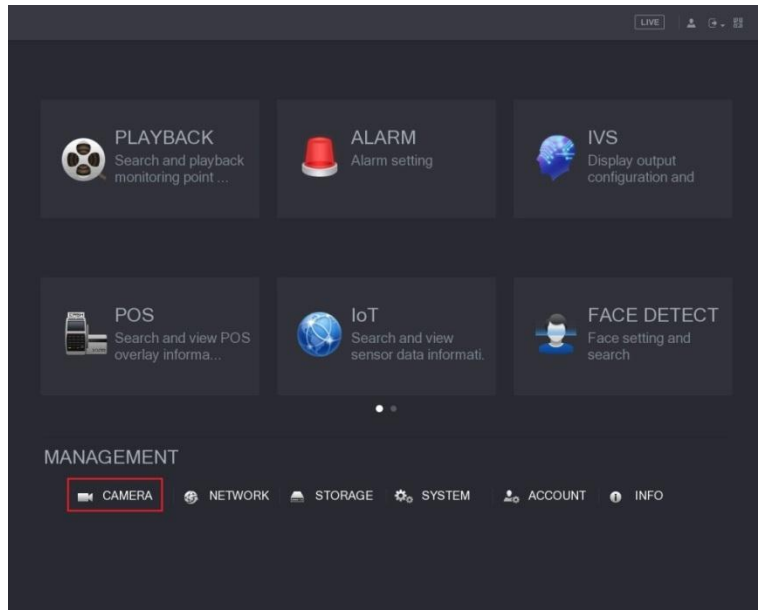 LIVE
PLAYBACK
Search and playback
monitoring point ...
ALARM
Alarm setting
IVS
Display output
configuration and
POS
Search and view POS
overlay informa...
IoT
Search and view
sensor data informati.
FACE DETECT
Face setting and
search
MANAGEMENT
CAMERA NETWORK STORAGE SYSTEM ACCOUNT INFO